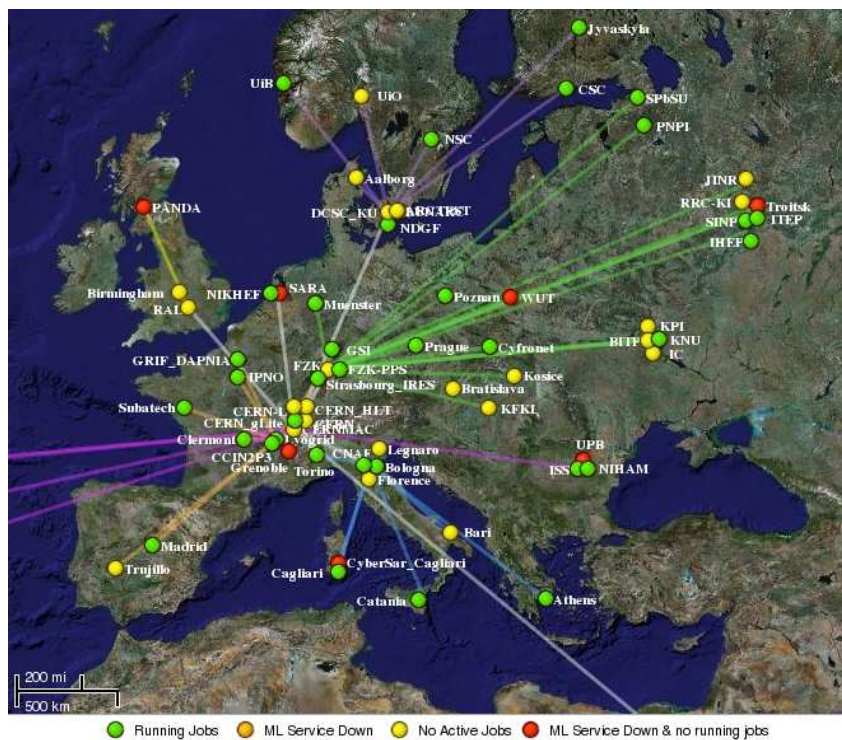 Jyvaskyla
UiB
UiO
CSC
SPbSU
PNPI
NSC
Aalborg
JINR
PANDA
RRC-KI
Troitsk
DCSC_KU
SINP
ITEP
NDGF
IHEP
Birmingham
NIKHEF
SARA
RAL
Muenster
Poznan
WUT
KPI
BITP
KNU
GSI
Prague
Cyfronet
IC
GRIF_DAPNIA
FZK
FZK-PPS
IPNO
Strasbourg_IRES
Kosice
Bratislava
Subatech
CERN-L
CERN_HLT
KFKI
CERN_gLite
CERN
Clermont
Lyogrid
UPB
CCIN2P3
Legnaro
Grenoble
Torino
CNAF
Bologna
ISS
NIHAM
Florence
Bari
Madrid
CyberSar_Cagliari
Trujillo
Cagliari
Catania
Athens
200 mi
500 km
Running Jobs ML Service Down No Active Jobs ML Service Down & no running jobs